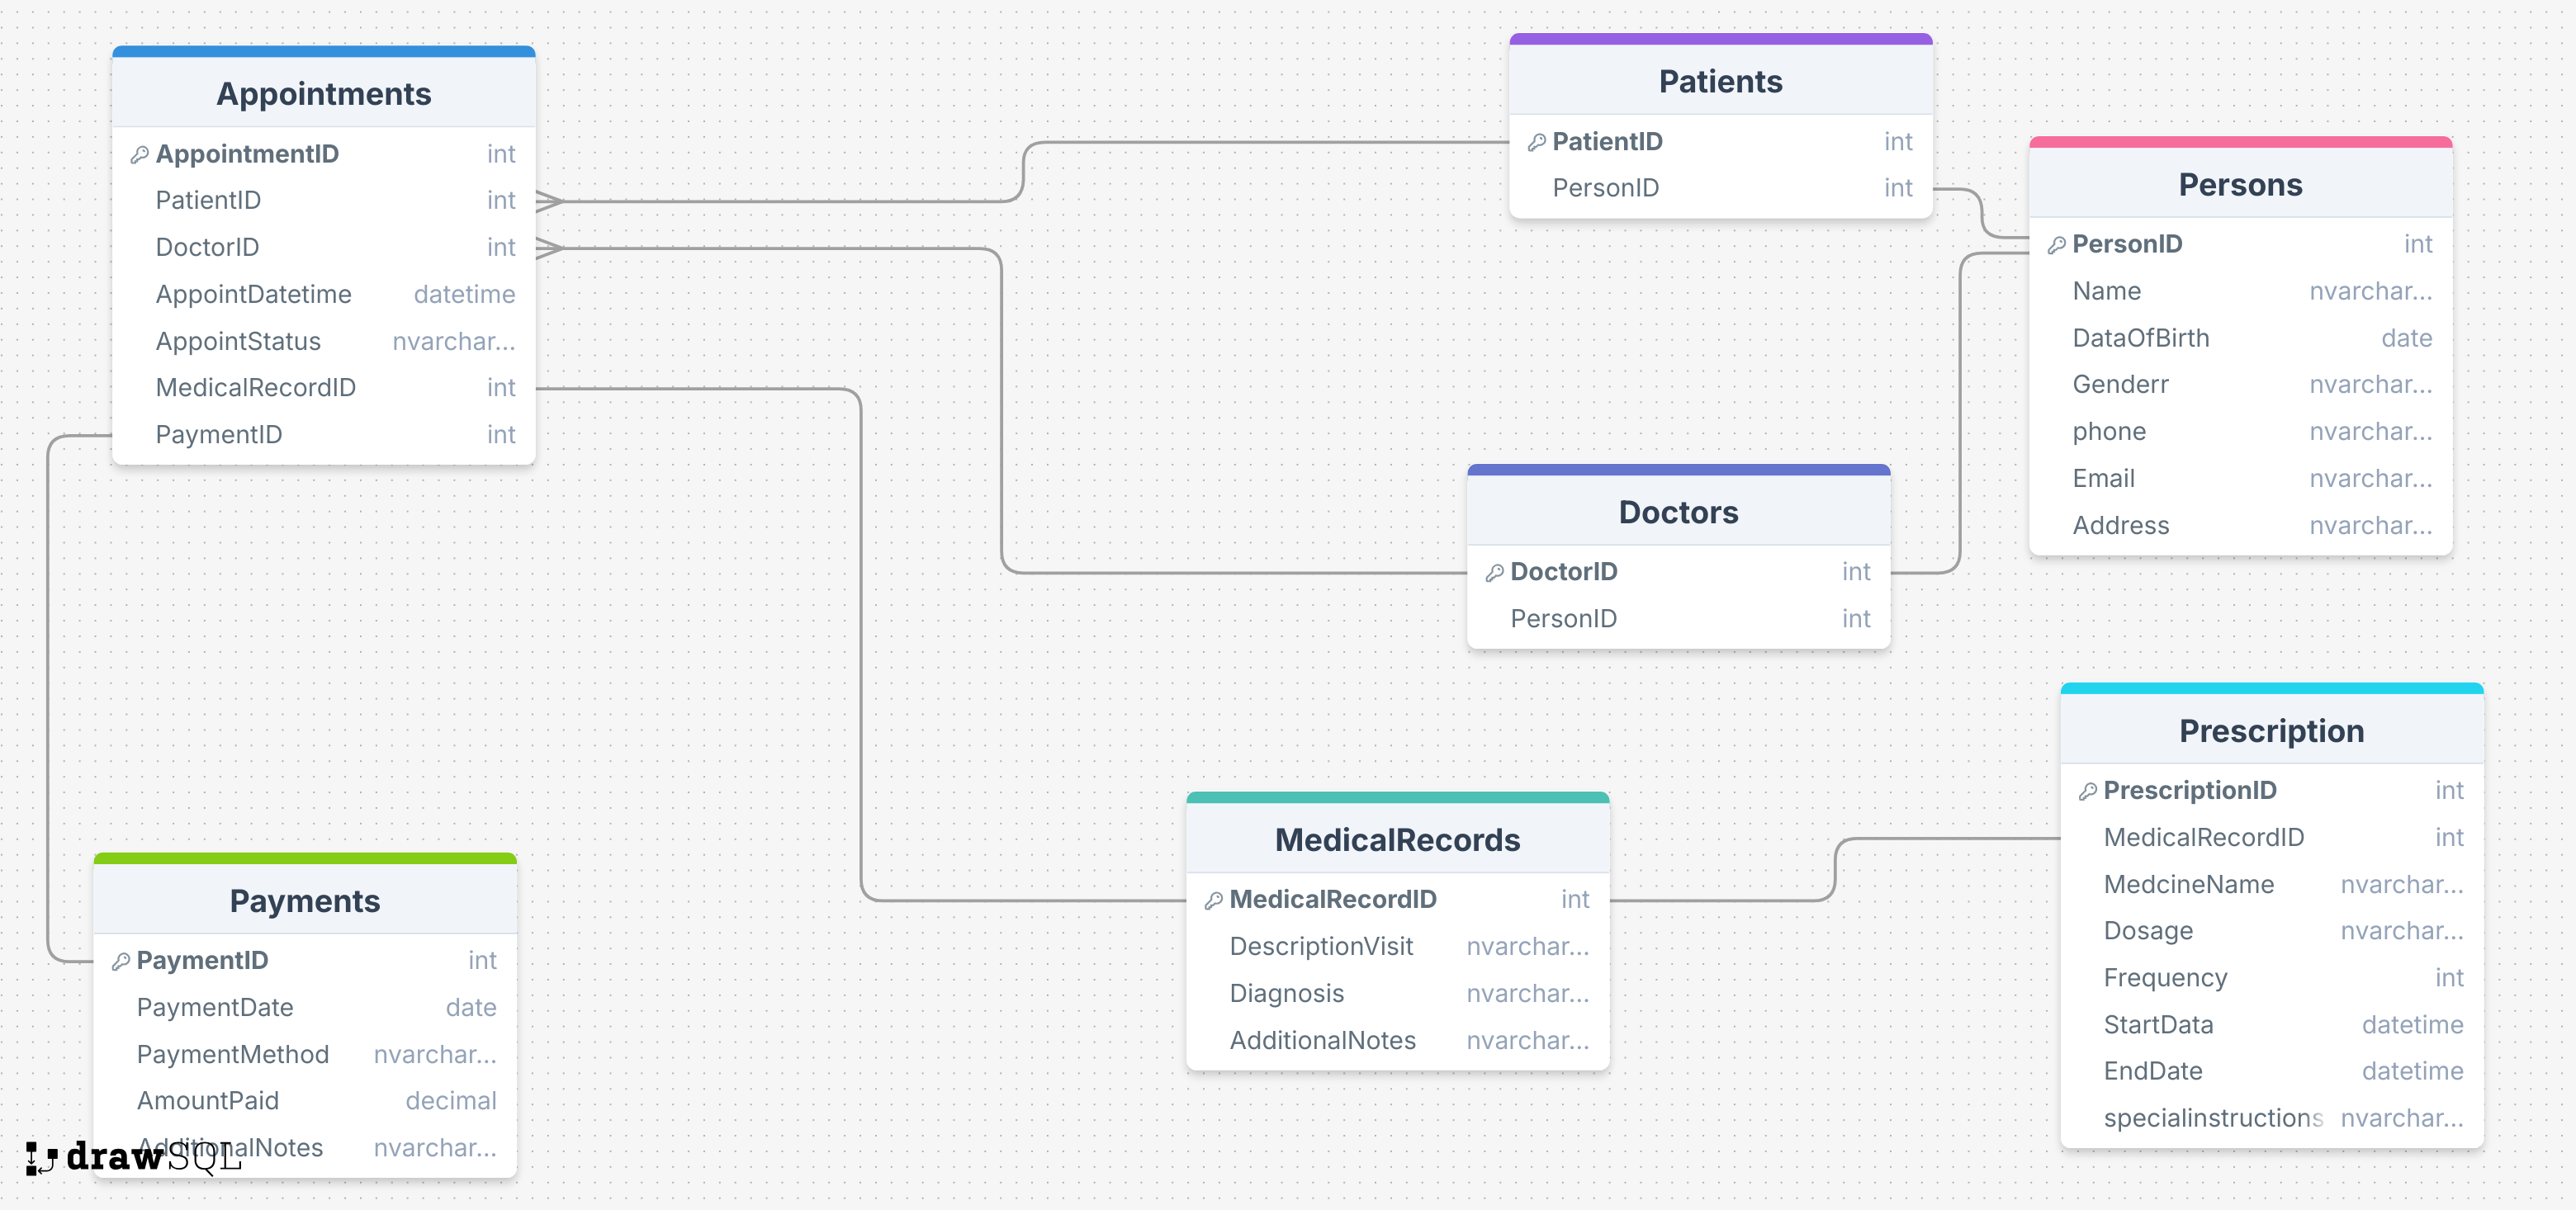 Appointments
AppointmentID int
PatientID int
DoctorID int
AppointDatetime datetime
AppointStatus nvarchar...
MedicalRecordID int
PaymentID int
Patients
PatientID int
PersonID int
Persons
PersonID int
Name nvarchar...
DataOfBirth date
Genderr nvarchar...
phone nvarchar...
Email nvarchar...
Address nvarchar...
Doctors
DoctorID int
PersonID int
Prescription
PrescriptionID int
MedicalRecordID int
MedcineName nvarchar...
Dosage nvarchar...
Frequency int
StartData datetime
EndDate datetime
specialinstructions nvarchar...
MedicalRecords
MedicalRecordID int
DescriptionVisit nvarchar...
Diagnosis nvarchar...
AdditionalNotes nvarchar...
Payments
PaymentID int
PaymentDate date
PaymentMethod nvarchar...
AmountPaid decimal
AdditionalNotes nvarchar...
drawSQL